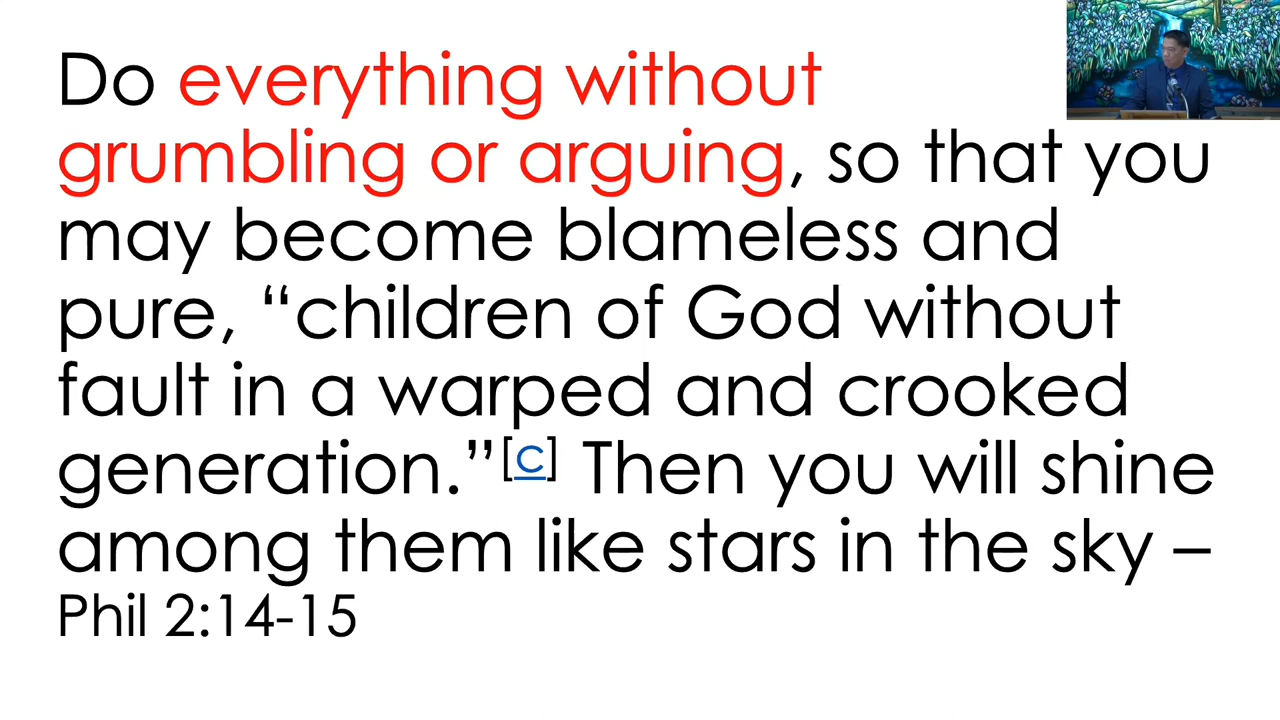 Do everything without
grumbling or arguing, so that you
may become blameless and
pure, “children of God without
fault in a warped and crooked
generation.”[c] Then you will shine
among them like stars in the sky –
Phil 2:14-15